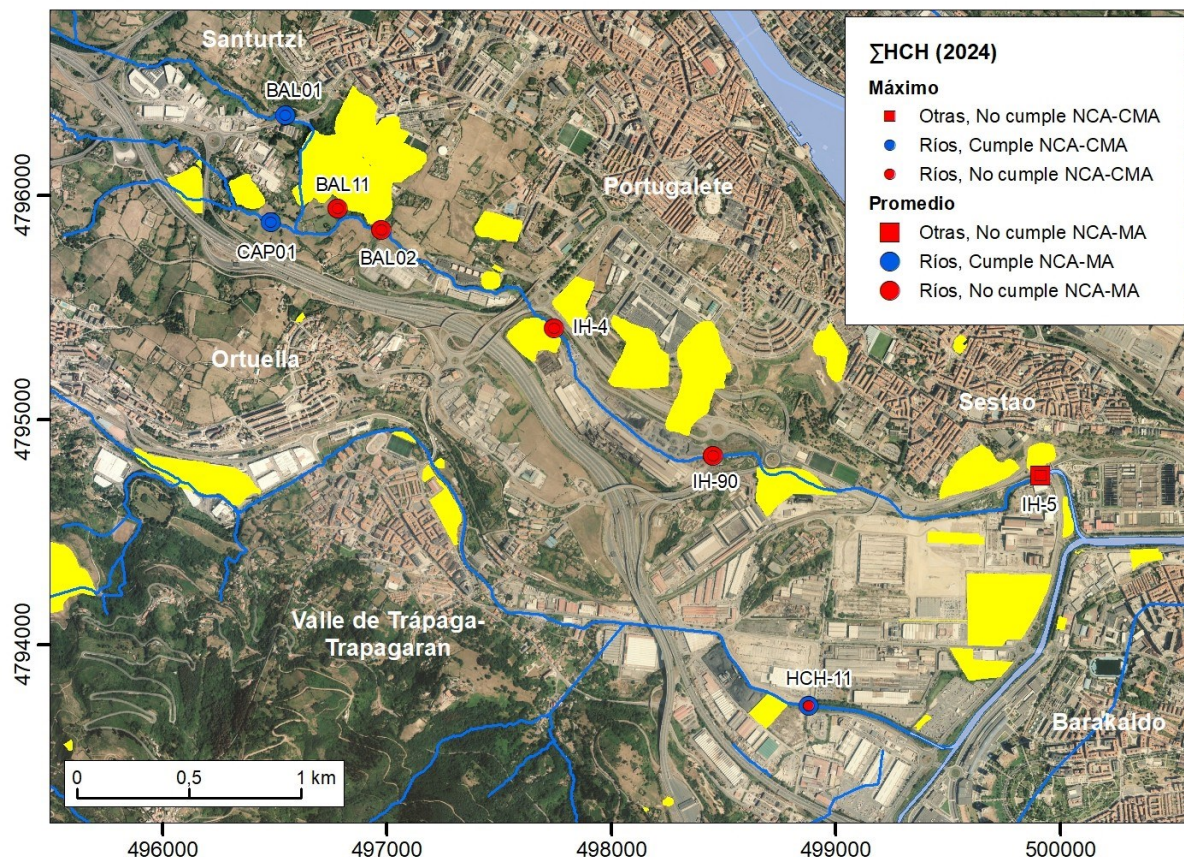 Santurtzi
BAL01
BAL11
CAP01
BAL02
Portugalete
IH-4
Ortuella
IH-90
Sestao
IH-5
Valle de Trápaga-
Trapagaran
HCH-11
Barakaldo
∑HCH (2024)
Máximo
Otras, No cumple NCA-CMA
Ríos, Cumple NCA-CMA
Ríos, No cumple NCA-CMA
Promedio
Otras, No cumple NCA-MA
Ríos, Cumple NCA-MA
Ríos, No cumple NCA-MA
4796000
4795000
4794000
0 0,5 1 km
496000 497000 498000 499000 500000